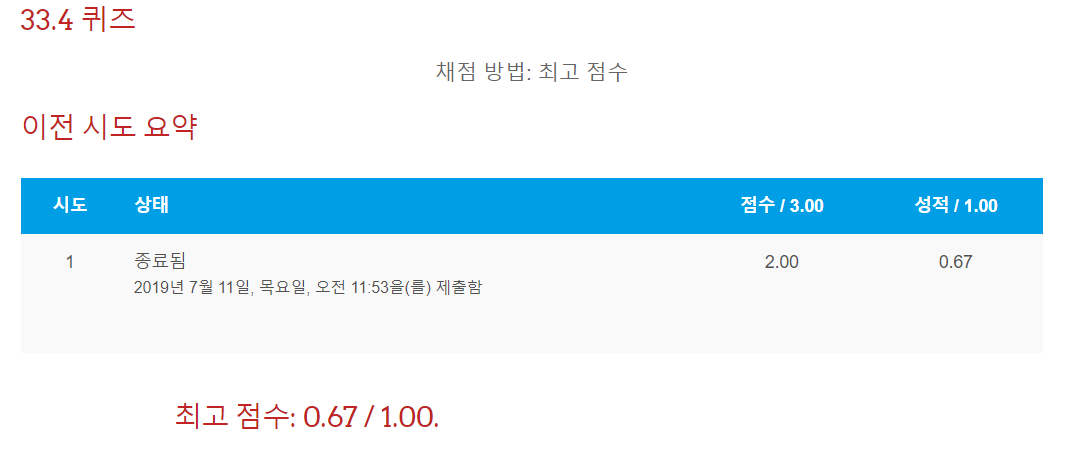 33.4 퀴즈
채점 방법: 최고 점수
이전 시도 요약
시도 상태 점수 / 3.00 성적 / 1.00
1 종료됨 2.00 0.67
2019년 7월 11일, 목요일, 오전 11:53을(를) 제출함
최고 점수: 0.67 / 1.00.